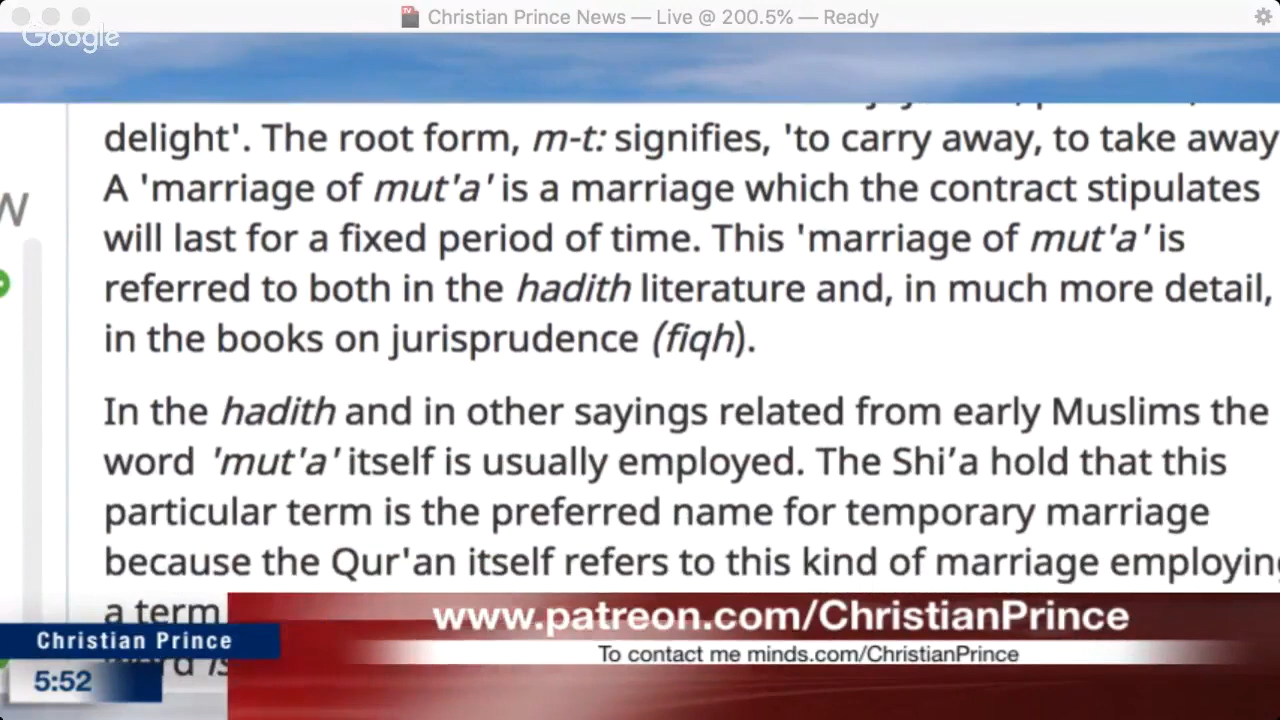 Christian Prince News — Live @ 200.5% — Ready
Google
delight'. The root form, m-t: signifies, 'to carry away, to take away
A 'marriage of mut'a' is a marriage which the contract stipulates
will last for a fixed period of time. This 'marriage of mut'a' is
referred to both in the hadith literature and, in much more detail,
in the books on jurisprudence (fiqh).
In the hadith and in other sayings related from early Muslims the
word 'mut'a' itself is usually employed. The Shi'a hold that this
particular term is the preferred name for temporary marriage
because the Qur'an itself refers to this kind of marriage employing
a term
www.patreon.com/ChristianPrince
Christian Prince
To contact me minds.com/ChristianPrince
5:52